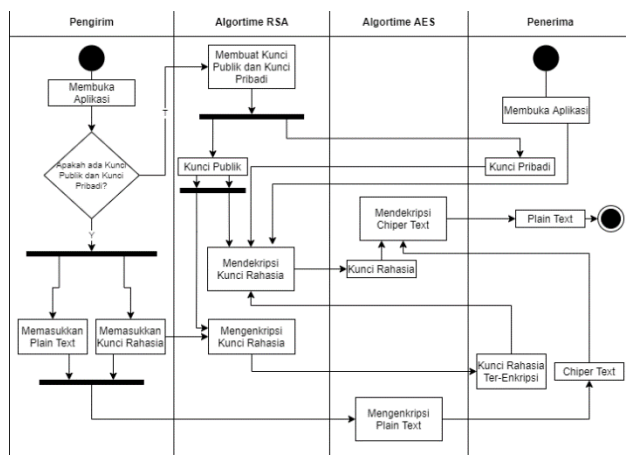 Pengirim
Algortime RSA
Algortime AES
Penerima
Membuka
Aplikasi
Membuat Kunci
Publik dan Kunci
Pribadi
T
Membuka Aplikasi
Apakah ada Kunci
Publik dan Kunci
Pribadi?
Kunci Publik
Kunci Pribadi
Y
Mendekripsi
Chiper Text
Plain Text
Mendekripsi
Kunci Rahasia
Kunci Rahasia
Memasukkan
Plain Text
Memasukkan
Kunci Rahasia
Mengenkripsi
Kunci Rahasia
Kunci Rahasia
Ter-Enkripsi
Chiper Text
Mengenkripsi
Plain Text